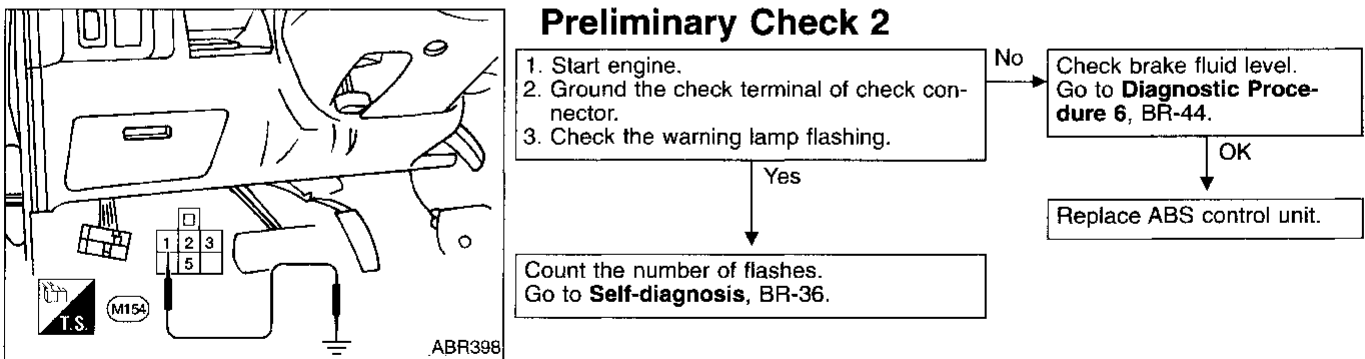 Preliminary Check 2
1. Start engine.
2. Ground the check terminal of check con-
nector.
3. Check the warning lamp flashing.
No
Check brake fluid level.
Go to Diagnostic Proce-
dure 6, BR-44.
OK
Replace ABS control unit.
Yes
Count the number of flashes.
Go to Self-diagnosis, BR-36.
1 2 3
5
T.S.
M154
ABR398